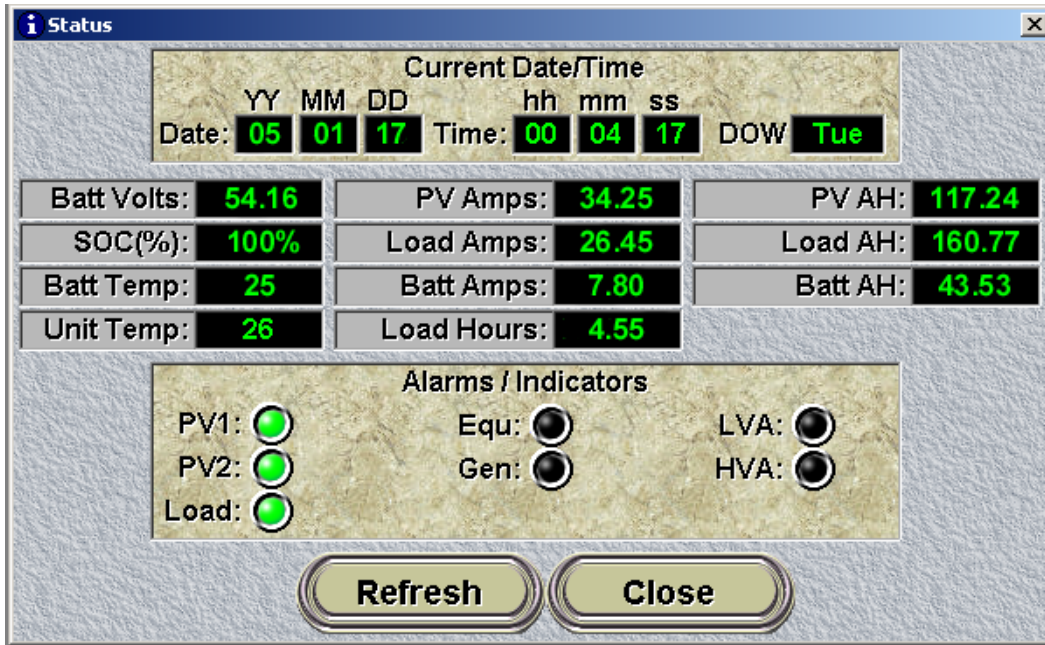 Status
Current Date/Time
YY MM DD hh mm ss
Date: 05 01 17 Time: 00 04 17 DOW Tue
Batt Volts: 54.16 PV Amps: 34.25 PV AH: 117.24
SOC(%): 100% Load Amps: 26.45 Load AH: 160.77
Batt Temp: 25 Batt Amps: 7.80 Batt AH: 43.53
Unit Temp: 26 Load Hours: 4.55
Alarms / Indicators
PV1: Equ: LVA:
PV2: Gen: HVA:
Load:
Refresh Close